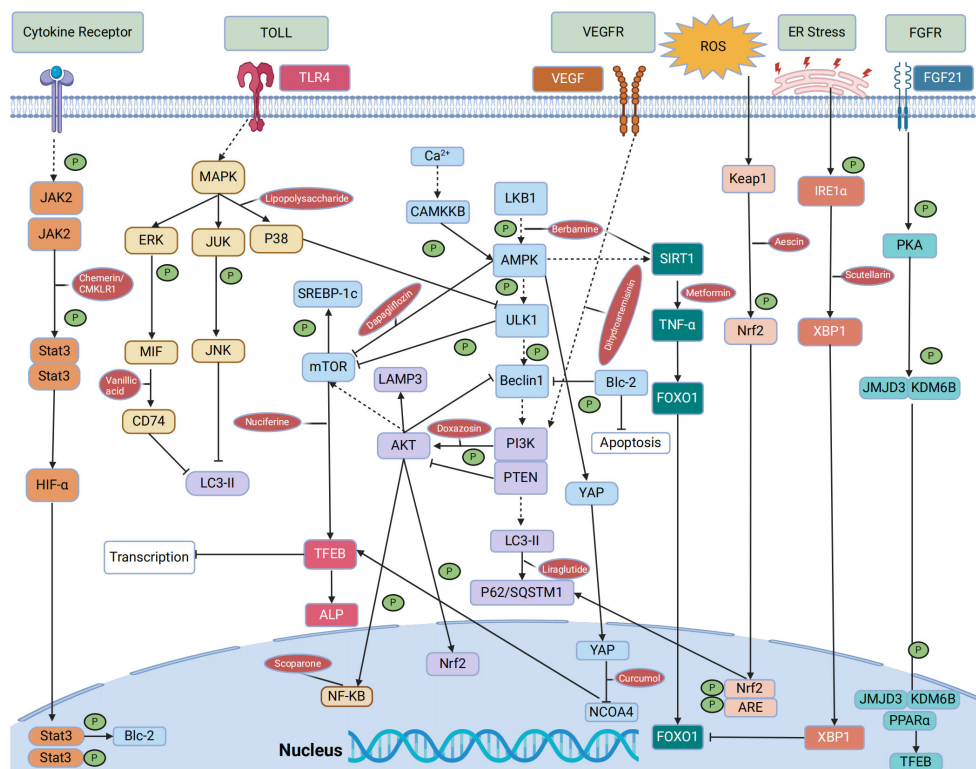 Cytokine Receptor
TOLL
VEGFR
ROS
ER Stress
FGFR
TLR4
VEGF
FGF21
P
JAK2
JAK2
Chemerin/
CMKLR1
P
Stat3
Stat3
HIF-α
Stat3
P
Blc-2
Stat3
P
MAPK
Lipopolysaccharide
ERK
JUK
P38
P
P
MIF
JNK
Vanillic
acid
CD74
LC3-II
Ca²⁺
CAMKKB
P
LKB1
P
Berbamine
AMPK
P
SREBP-1c
P
Dapagliflozin
ULK1
P
P
mTOR
LAMP3
Beclin1
Blc-2
P
Apoptosis
Dihydroartemisinin
Nuciferine
AKT
Doxazosin
P
PI3K
PTEN
YAP
LC3-II
Liraglutide
P62/SQSTM1
Transcription
TFEB
ALP
P
P
Scoparone
NF-KB
Nrf2
YAP
Curcumol
NCOA4
SIRT1
Metformin
TNF-α
FOXO1
FOXO1
Keap1
Aescin
P
Nrf2
P
Nrf2
P
ARE
P
IRE1α
Scutellarin
XBP1
XBP1
P
PKA
P
JMJD3 KDM6B
P
JMJD3 KDM6B
PPARα
TFEB
Nucleus